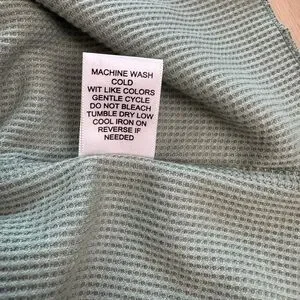 MACHINE WASH
COLD
WIT LIKE COLORS
GENTLE CYCLE
DO NOT BLEACH
TUMBLE DRY LOW
COOL IRON ON
REVERSE IF
NEEDED